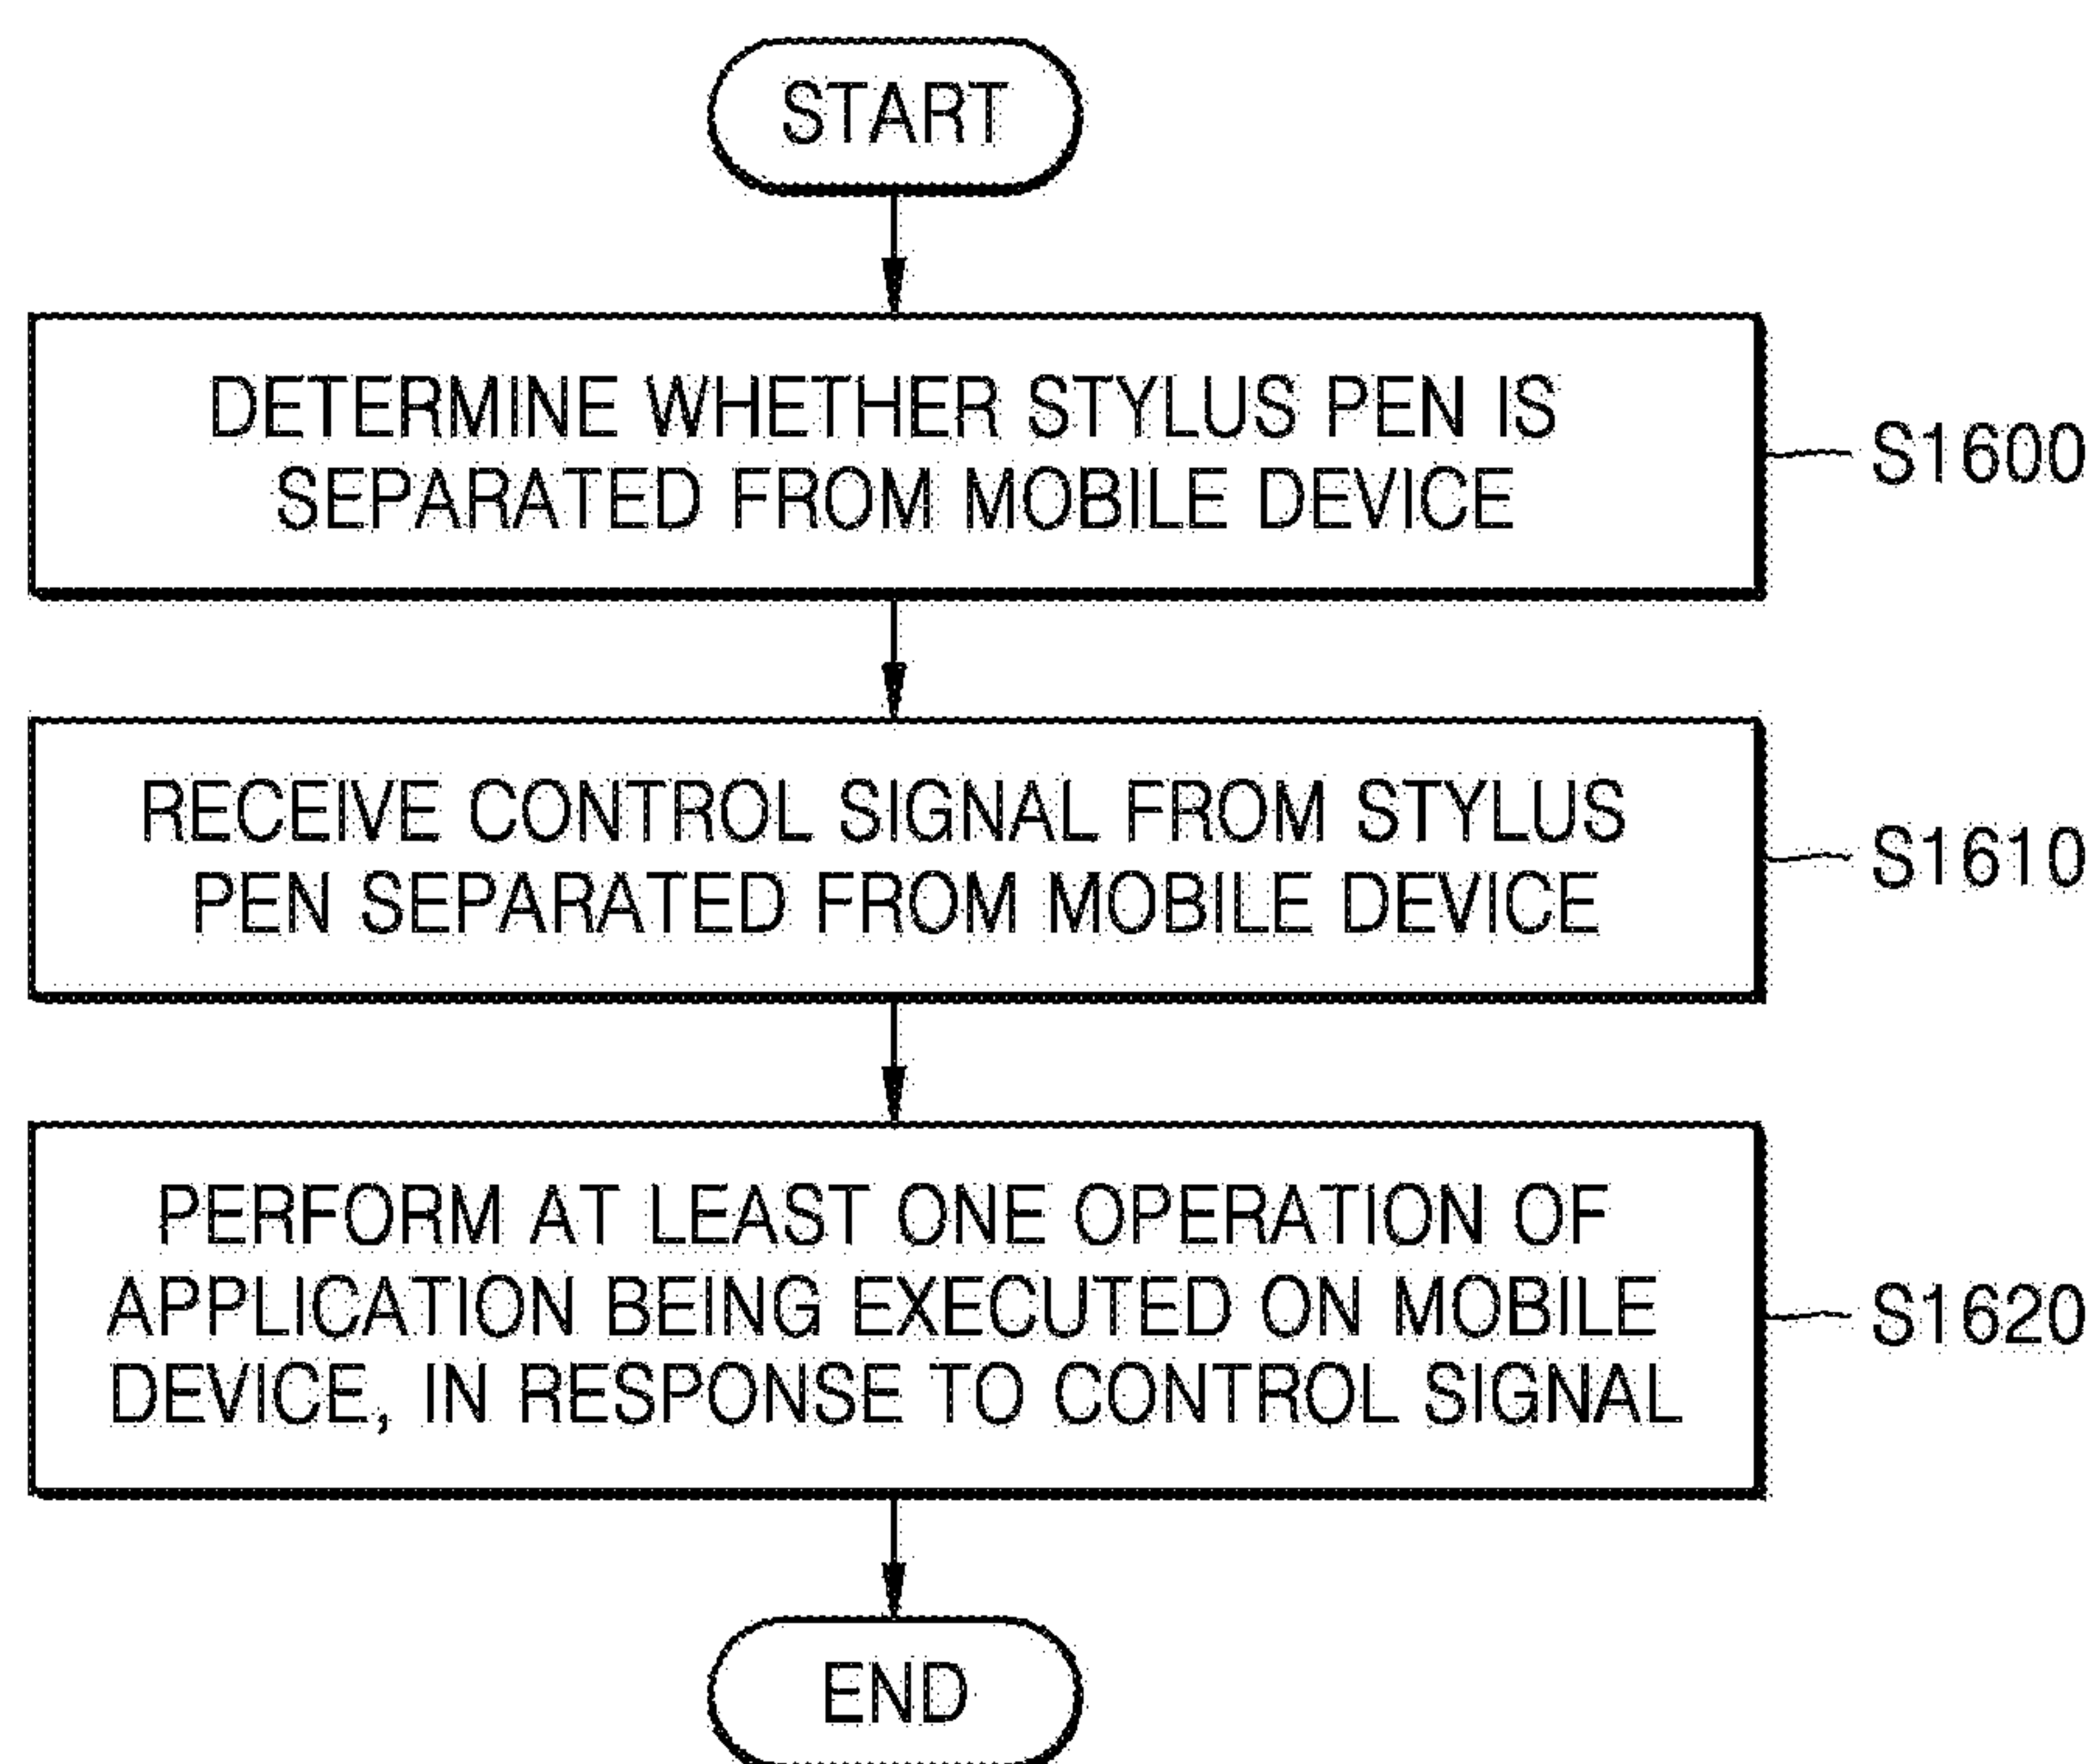 START
DETERMINE WHETHER STYLUS PEN IS
SEPARATED FROM MOBILE DEVICE
S1600
RECEIVE CONTROL SIGNAL FROM STYLUS
PEN SEPARATED FROM MOBILE DEVICE
S1610
PERFORM AT LEAST ONE OPERATION OF
APPLICATION BEING EXECUTED ON MOBILE
DEVICE, IN RESPONSE TO CONTROL SIGNAL
S1620
END